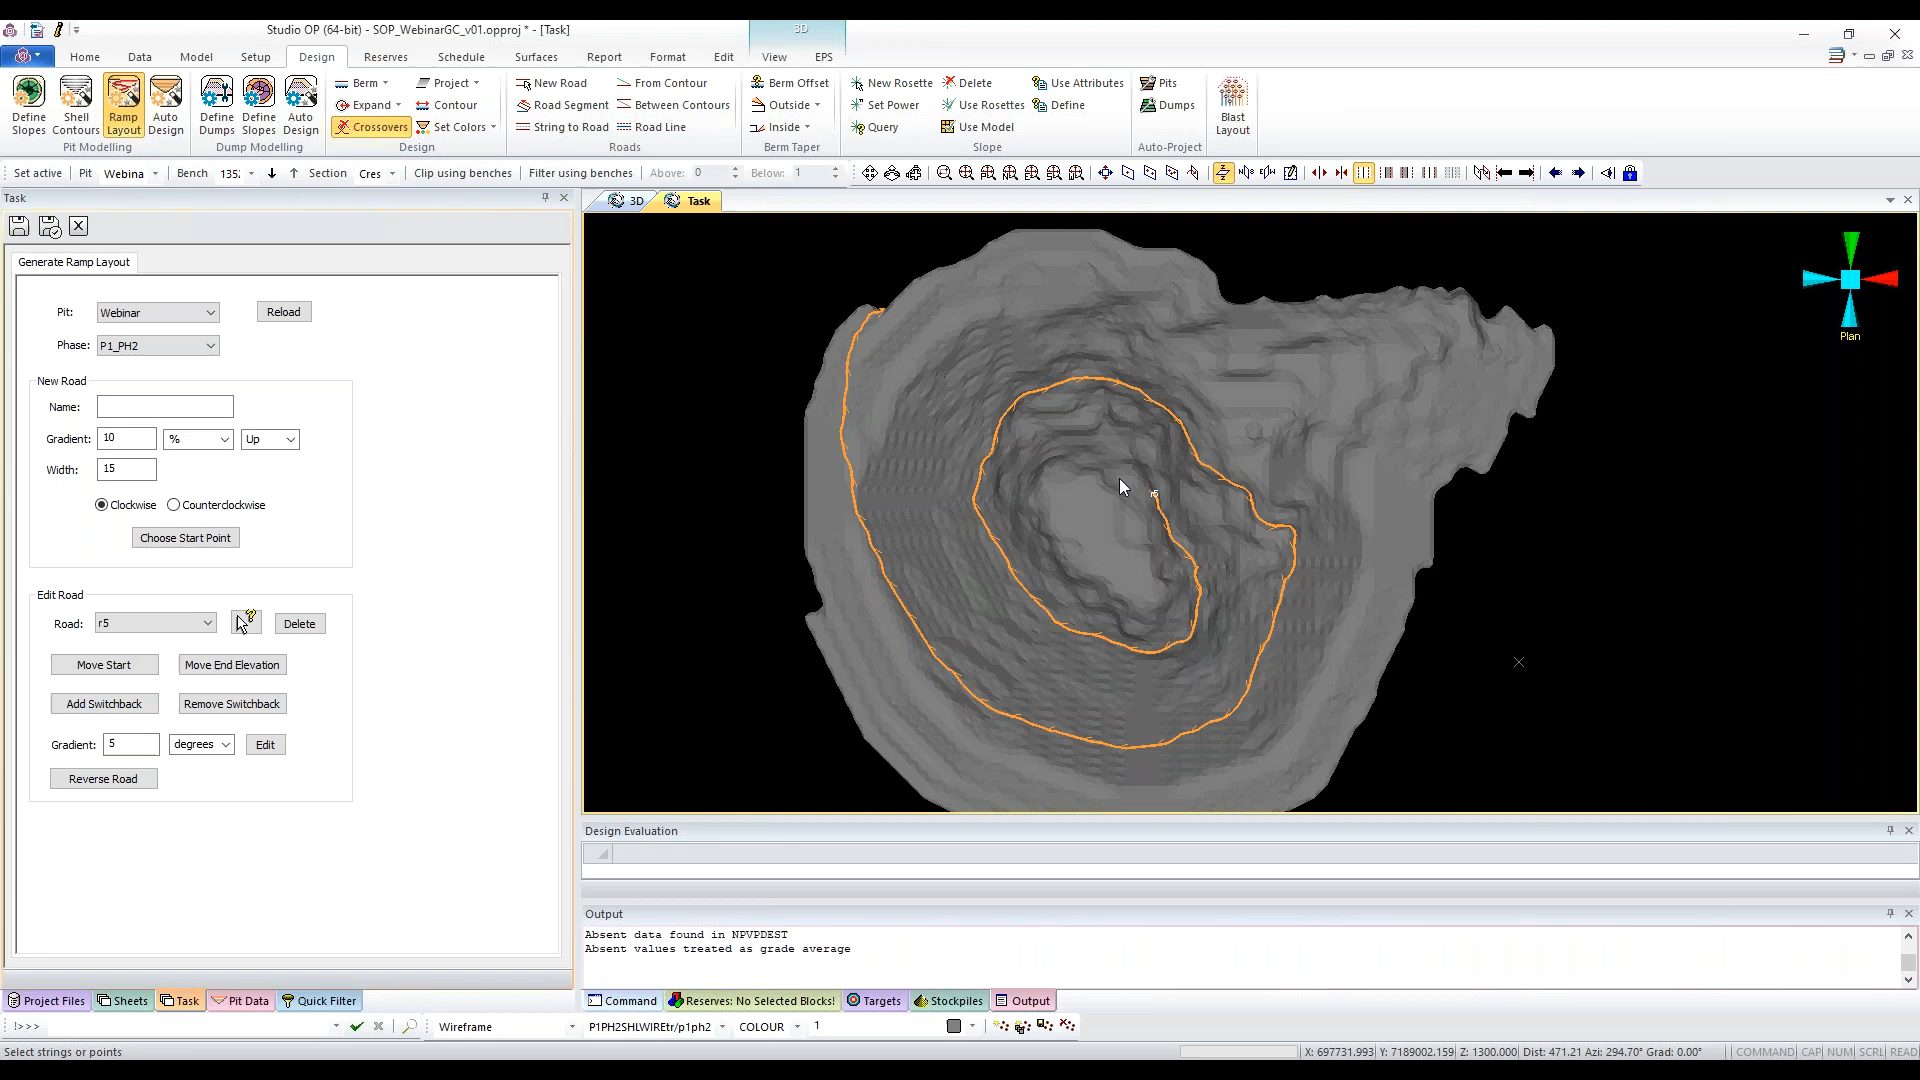 Studio OP (64-bit) - SOP_WebinarGC_v01.opproj * - [Task]
3D
Home Data Model Setup Design Reserves Schedule Surfaces Report Format Edit View EPS
Define Slopes
Shell Contours
Ramp Layout
Auto Design
Pit Modelling
Define Dumps
Define Slopes
Auto Design
Dump Modelling
Berm Project
Expand Contour
Crossovers Set Colors
Design
New Road From Contour
Road Segment Between Contours
String to Road Road Line
Roads
Berm Offset
Outside
Inside
Berm Taper
New Rosette Delete Use Attributes
Set Power Use Rosettes Define
Query Use Model
Slope
Pits
Dumps
Auto-Project
Blast Layout
Set active Pit Webina Bench 135: Section Cres Clip using benches Filter using benches Above: 0 Below: 1
Task
3D Task
Generate Ramp Layout
Pit: Webinar Reload
Phase: P1_PH2
New Road
Name:
Gradient: 10 % Up
Width: 15
Clockwise Counterclockwise
Choose Start Point
Edit Road
Road: r5 Delete
Move Start Move End Elevation
Add Switchback Remove Switchback
Gradient: 5 degrees Edit
Reverse Road
r5
Plan
Design Evaluation
Output
Absent data found in NPVPDEST
Absent values treated as grade average
Project Files Sheets Task Pit Data Quick Filter
Command Reserves: No Selected Blocks! Targets Stockpiles Output
!>>> Wireframe P1PH2SHLWIREtr/p1ph2 COLOUR 1
Select strings or points X: 697731.993 Y: 7189002.159 Z: 1300.000 Dist: 471.21 Azi: 294.70° Grad: 0.00° COMMAND CAP NUM SCRL READ